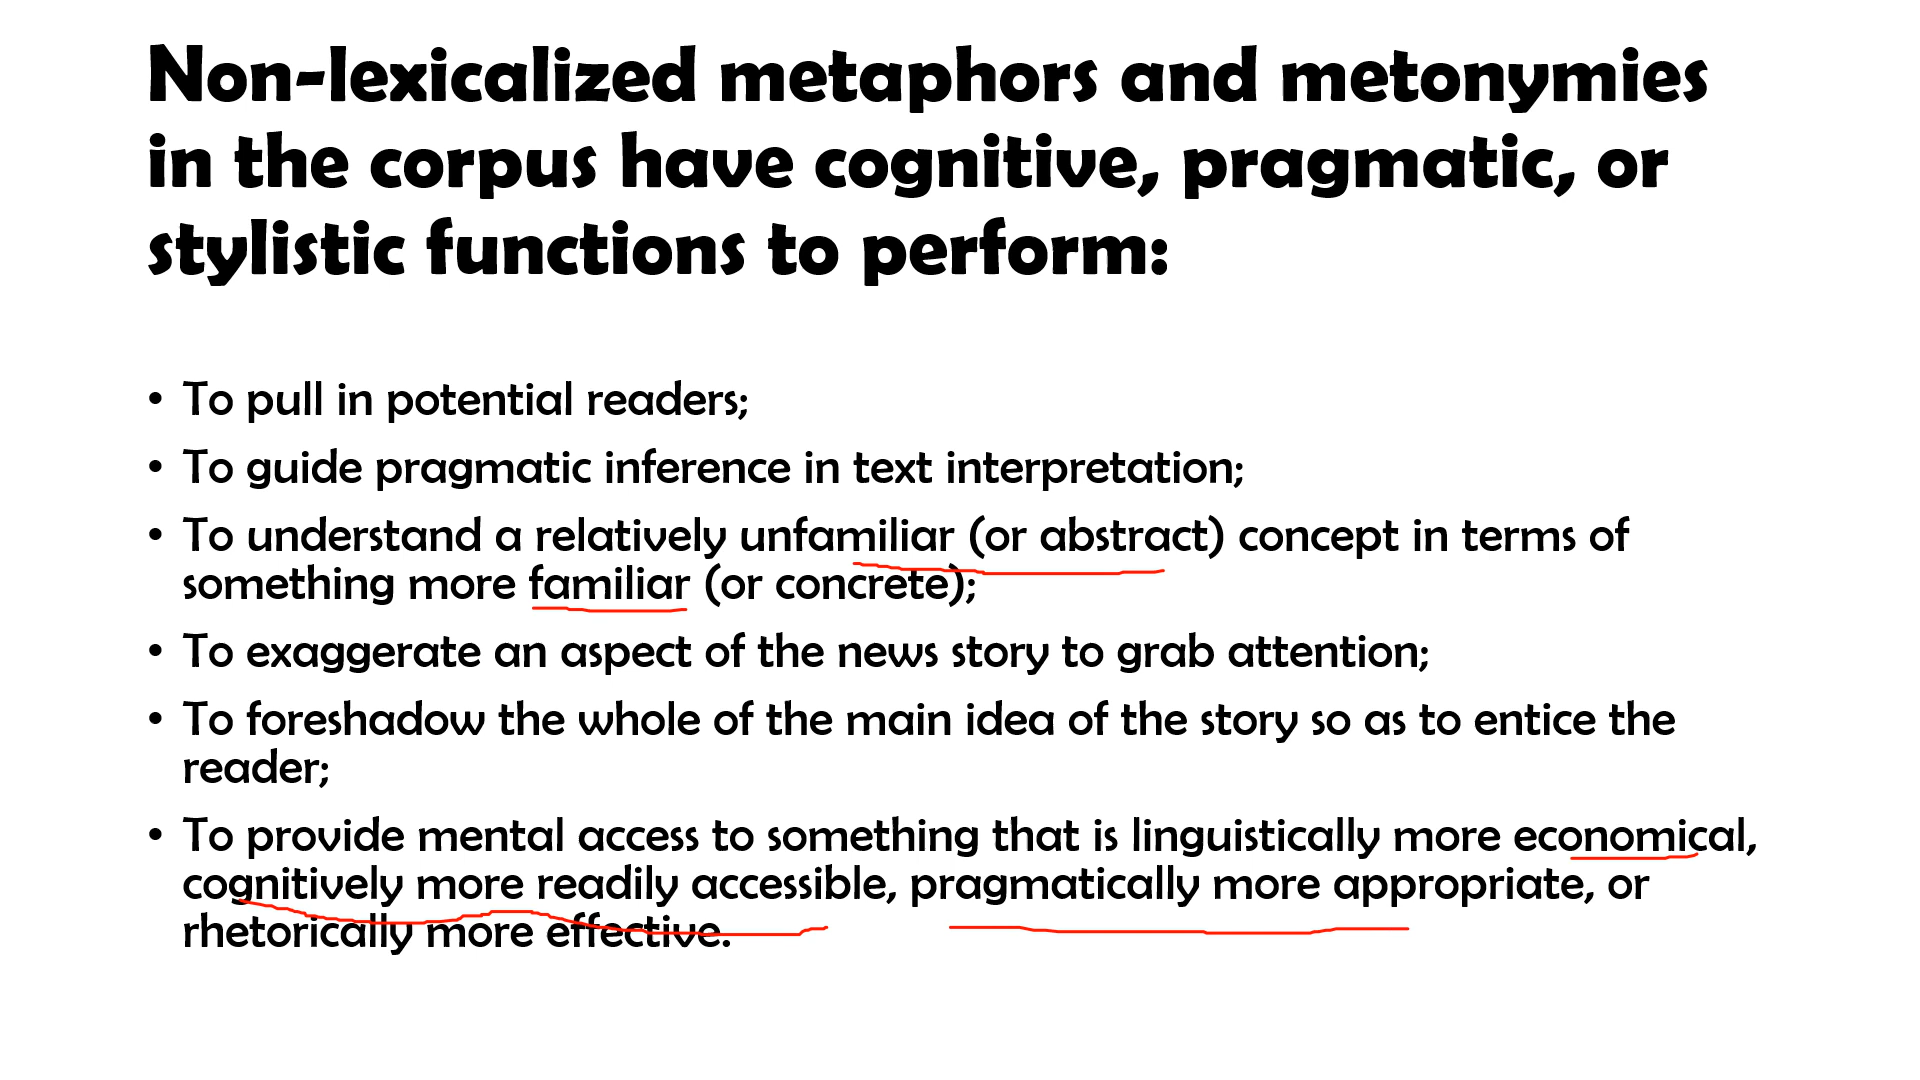 Non-lexicalized metaphors and metonymies
in the corpus have cognitive, pragmatic, or
stylistic functions to perform:
• To pull in potential readers;
• To guide pragmatic inference in text interpretation;
• To understand a relatively unfamiliar (or abstract) concept in terms of
something more familiar (or concrete);
• To exaggerate an aspect of the news story to grab attention;
• To foreshadow the whole of the main idea of the story so as to entice the
reader;
• To provide mental access to something that is linguistically more economical,
cognitively more readily accessible, pragmatically more appropriate, or
rhetorically more effective.